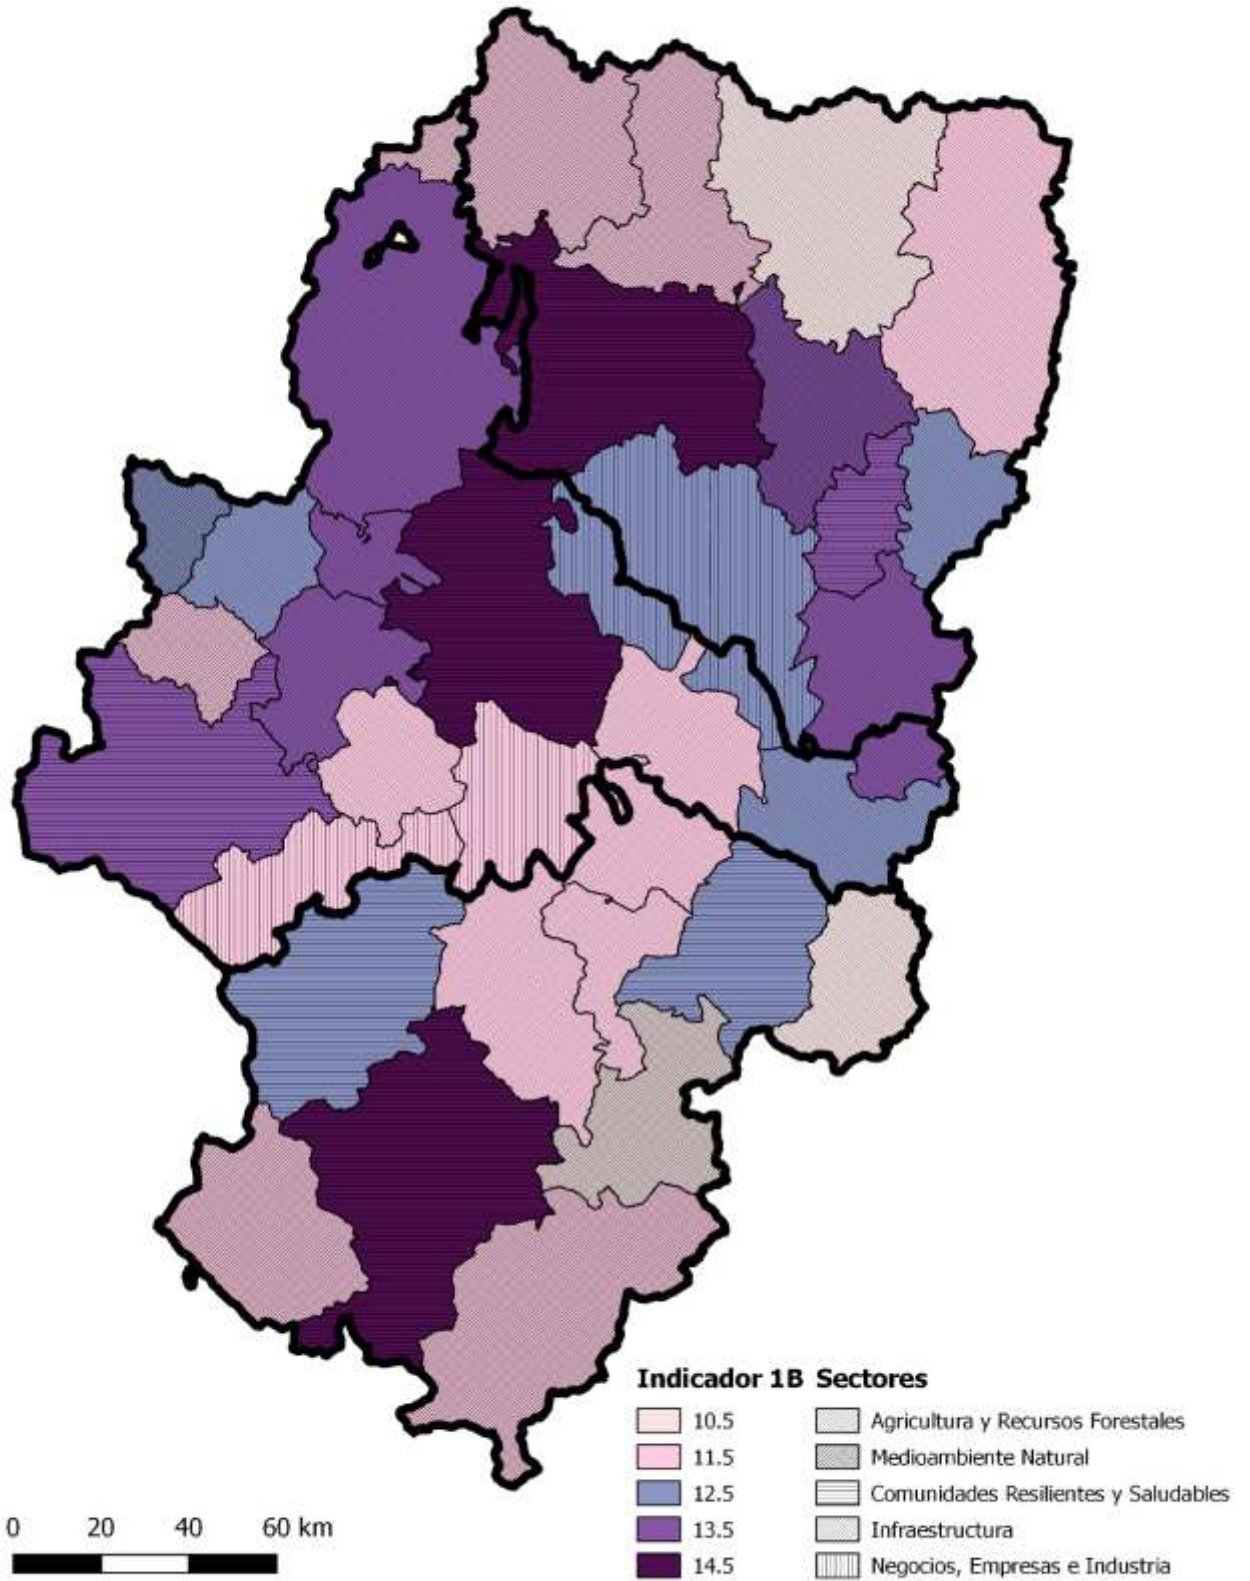 Indicador 1B Sectores
10.5 Agricultura y Recursos Forestales
11.5 Medioambiente Natural
12.5 Comunidades Resilientes y Saludables
13.5 Infraestructura
14.5 Negocios, Empresas e Industria
0 20 40 60 km